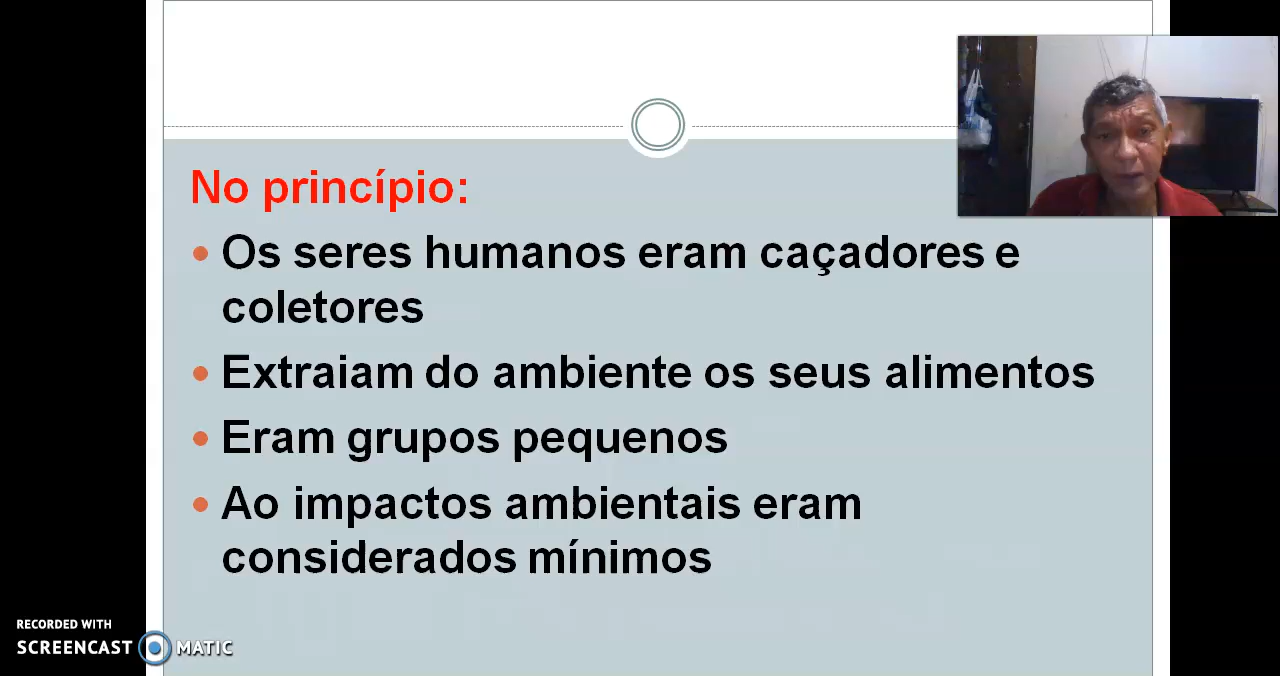 No princípio:
Os seres humanos eram caçadores e
coletores
Extraiam do ambiente os seus alimentos
Eram grupos pequenos
Ao impactos ambientais eram
considerados mínimos
RECORDED WITH
SCREENCAST MATIC